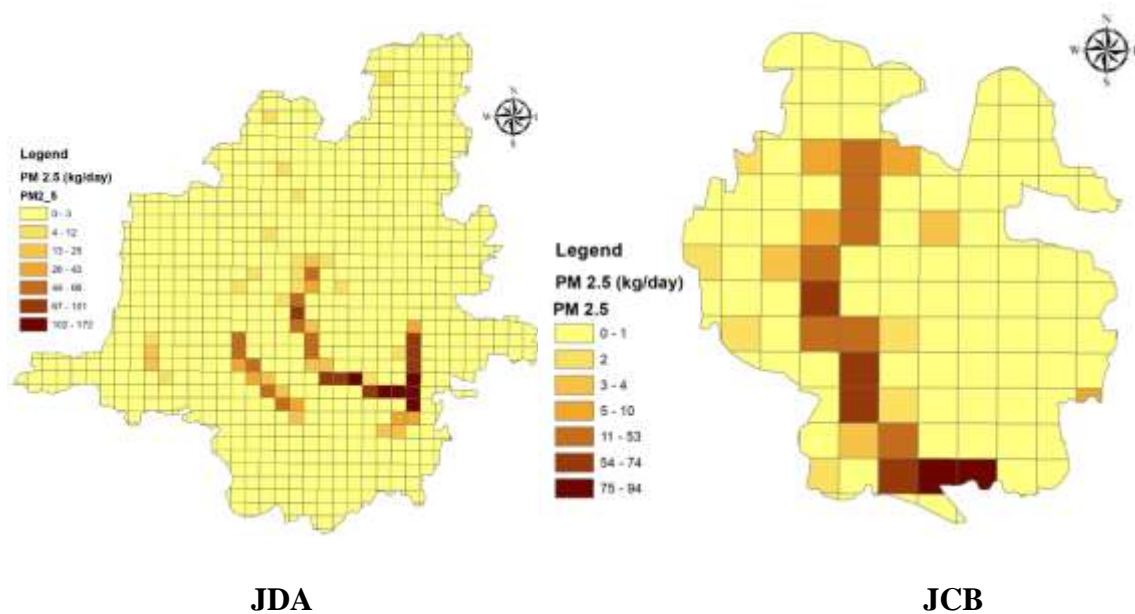 N
W
S
Legend
PM 2.5 (kg/day)
PM2_5
0 - 3
4 - 12
13 - 25
26 - 43
67 - 101
102 - 172
N
W
S
Legend
PM 2.5 (kg/day)
PM 2.5
0 - 1
2
3 - 4
5 - 10
11 - 53
54 - 74
75 - 94
JDA
JCB